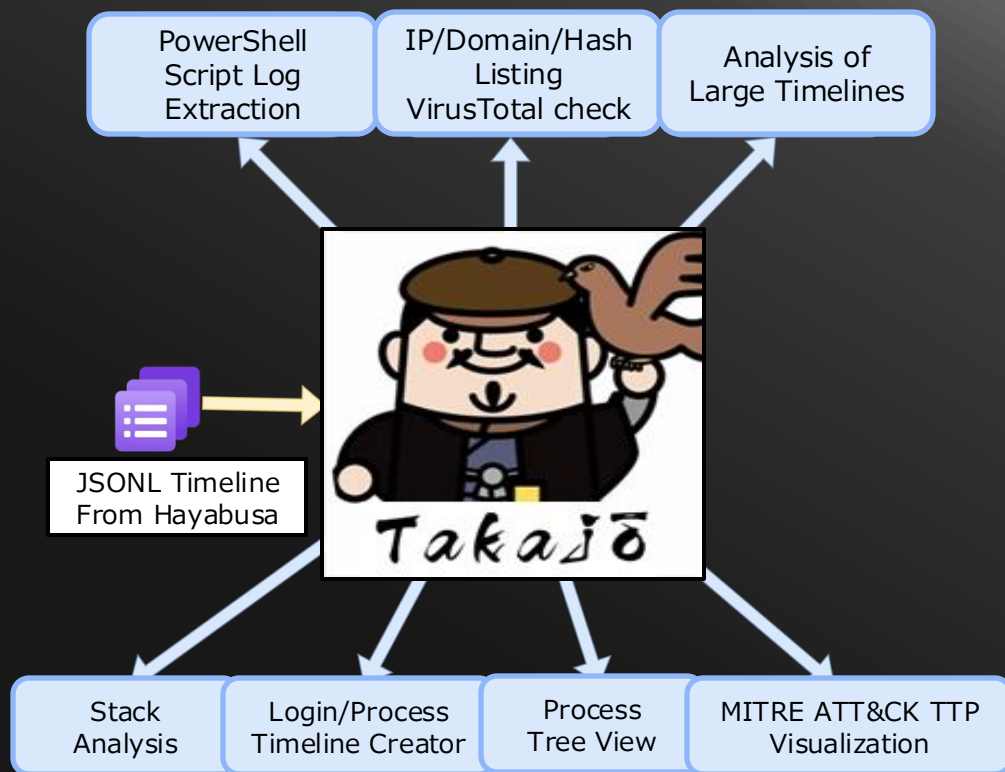 PowerShell
Script Log
Extraction
IP/Domain/Hash
Listing
VirusTotal check
Analysis of
Large Timelines
JSONL Timeline
From Hayabusa
Takajō
Stack
Analysis
Login/Process
Timeline Creator
Process
Tree View
MITRE ATT&CK TTP
Visualization